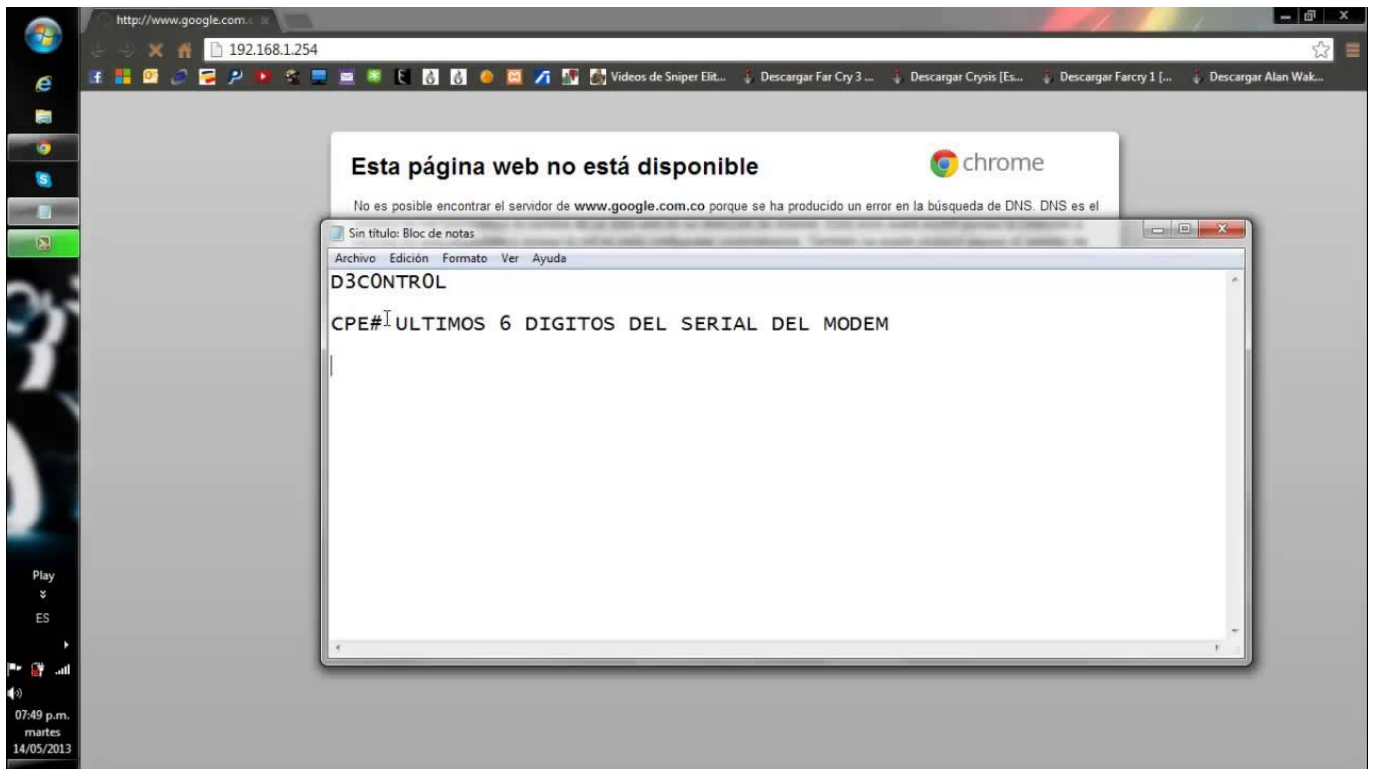 http://www.google.com.c
192.168.1.254
Videos de Sniper Elit...
Descargar Far Cry 3 ...
Descargar Crysis [Es...
Descargar Farcry 1 [...
Descargar Alan Wak...
Esta página web no está disponible
chrome
No es posible encontrar el servidor de www.google.com.co porque se ha producido un error en la búsqueda de DNS. DNS es el
Sin título: Bloc de notas
Archivo Edición Formato Ver Ayuda
D3C0NTR0L
CPE# ULTIMOS 6 DIGITOS DEL SERIAL DEL MODEM
Play
ES
07:49 p.m.
martes
14/05/2013